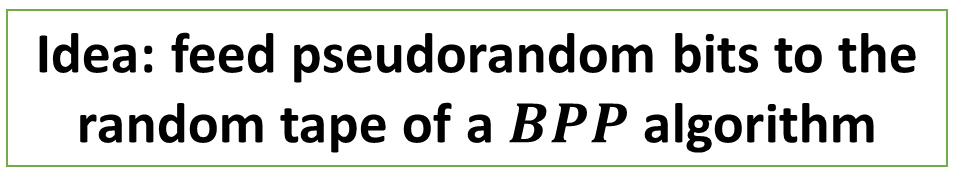 Idea: feed pseudorandom bits to the
random tape of a BPP algorithm